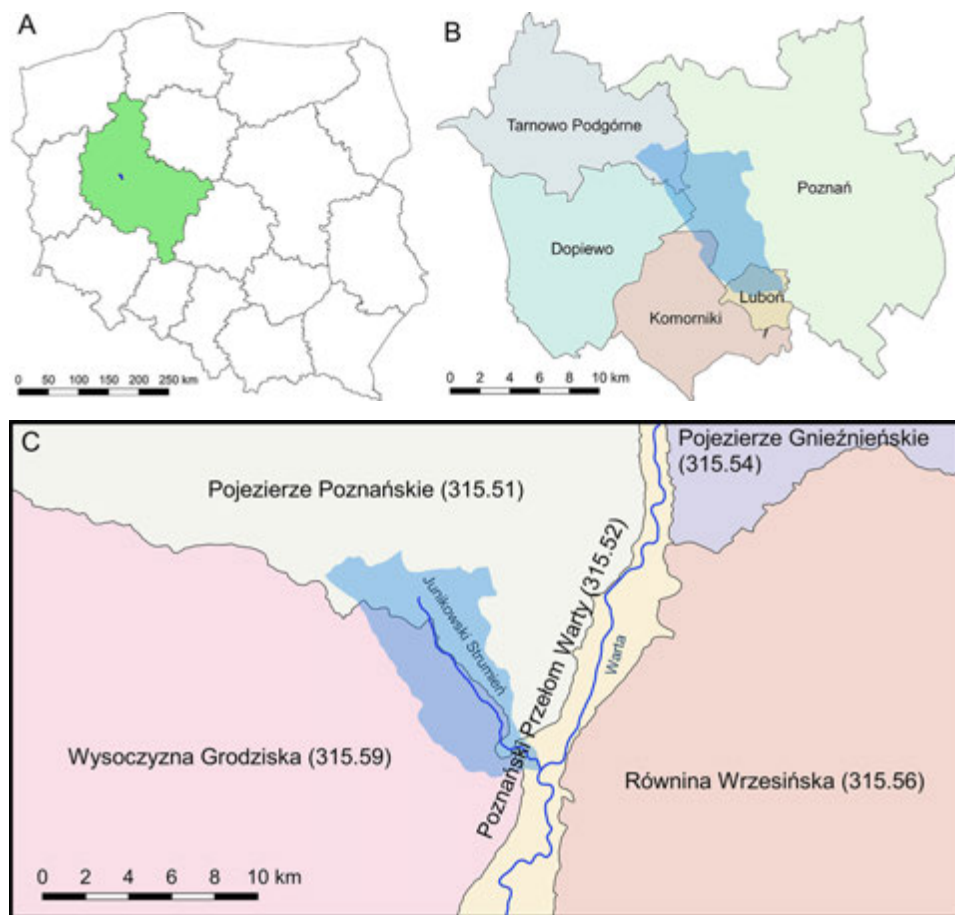 A
0 50 100 150 200 250 km
B
Tarnowo Podgórne
Poznań
Dopiewo
Luboń
Komorniki
0 2 4 6 8 10 km
C
Pojezierze Gnieźnieńskie
(315.54)
Pojezierze Poznańskie (315.51)
Junikowski Strumień
Poznański Przełom Warty (315.52)
Warta
Wysoczyzna Grodziska (315.59)
Równina Wrzesińska (315.56)
0 2 4 6 8 10 km